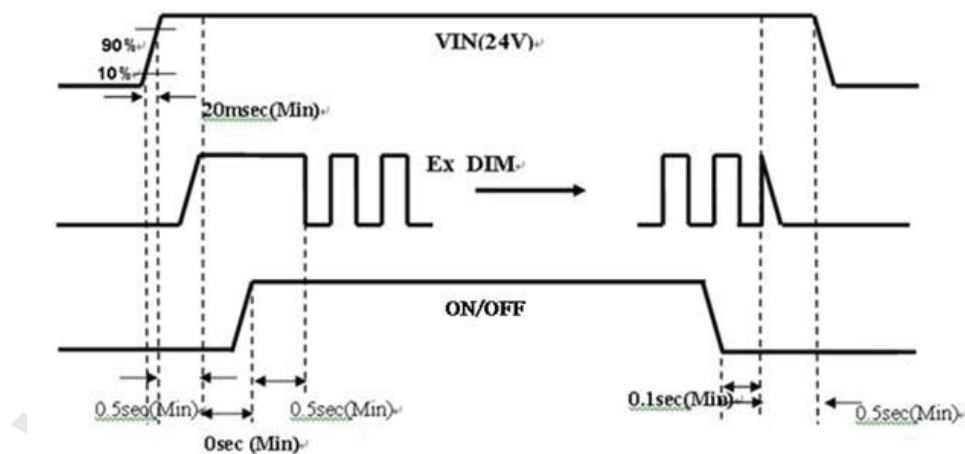 VIN(24V)
90%
10%
20msec(Min)
Ex DIM
ON/OFF
0.5sec(Min)
0.5sec(Min)
0.1sec(Min)
0.5sec(Min)
0sec (Min)